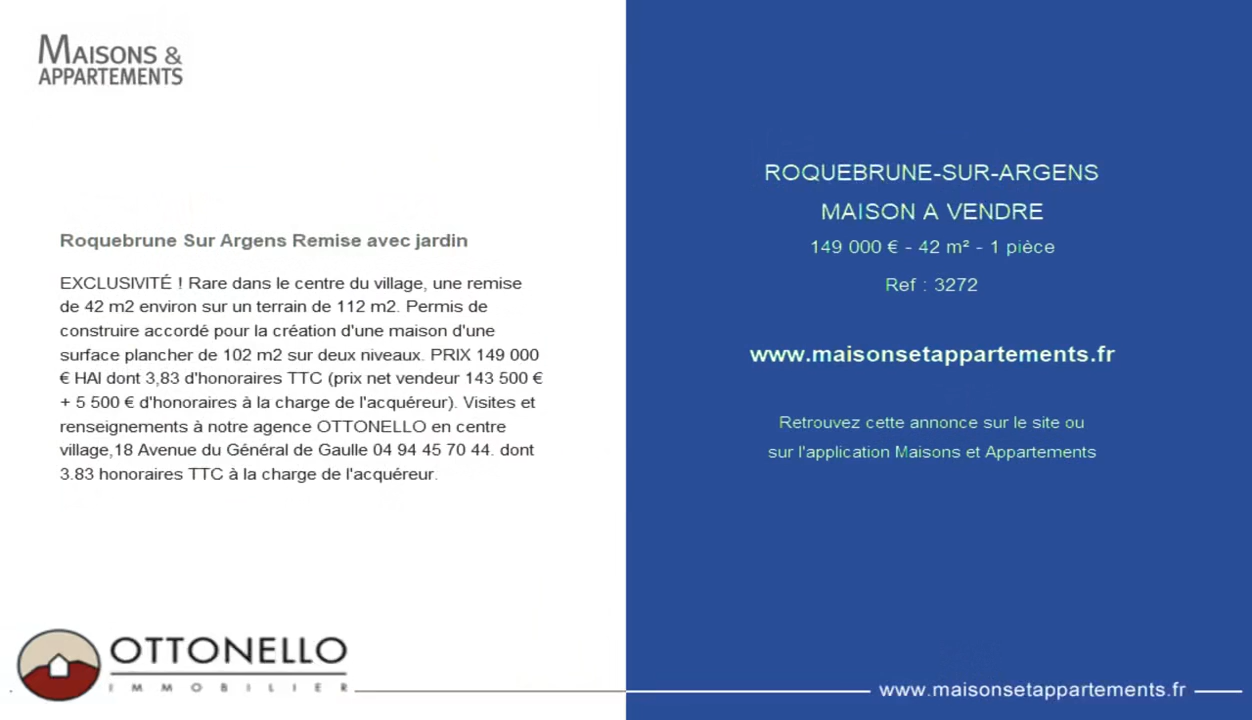 MAISONS &
APPARTEMENTS
Roquebrune Sur Argens Remise avec jardin
EXCLUSIVITÉ ! Rare dans le centre du village, une remise
de 42 m2 environ sur un terrain de 112 m2. Permis de
construire accordé pour la création d'une maison d'une
surface plancher de 102 m2 sur deux niveaux. PRIX 149 000
€ HAI dont 3,83 d'honoraires TTC (prix net vendeur 143 500 €
+ 5 500 € d'honoraires à la charge de l'acquéreur). Visites et
renseignements à notre agence OTTONELLO en centre
village,18 Avenue du Général de Gaulle 04 94 45 70 44. dont
3.83 honoraires TTC à la charge de l'acquéreur.
OTTONELLO
IMMOBILIER
ROQUEBRUNE-SUR-ARGENS
MAISON A VENDRE
149 000 € - 42 m² - 1 pièce
Ref : 3272
www.maisonsetappartements.fr
Retrouvez cette annonce sur le site ou
sur l'application Maisons et Appartements
www.maisonsetappartements.fr